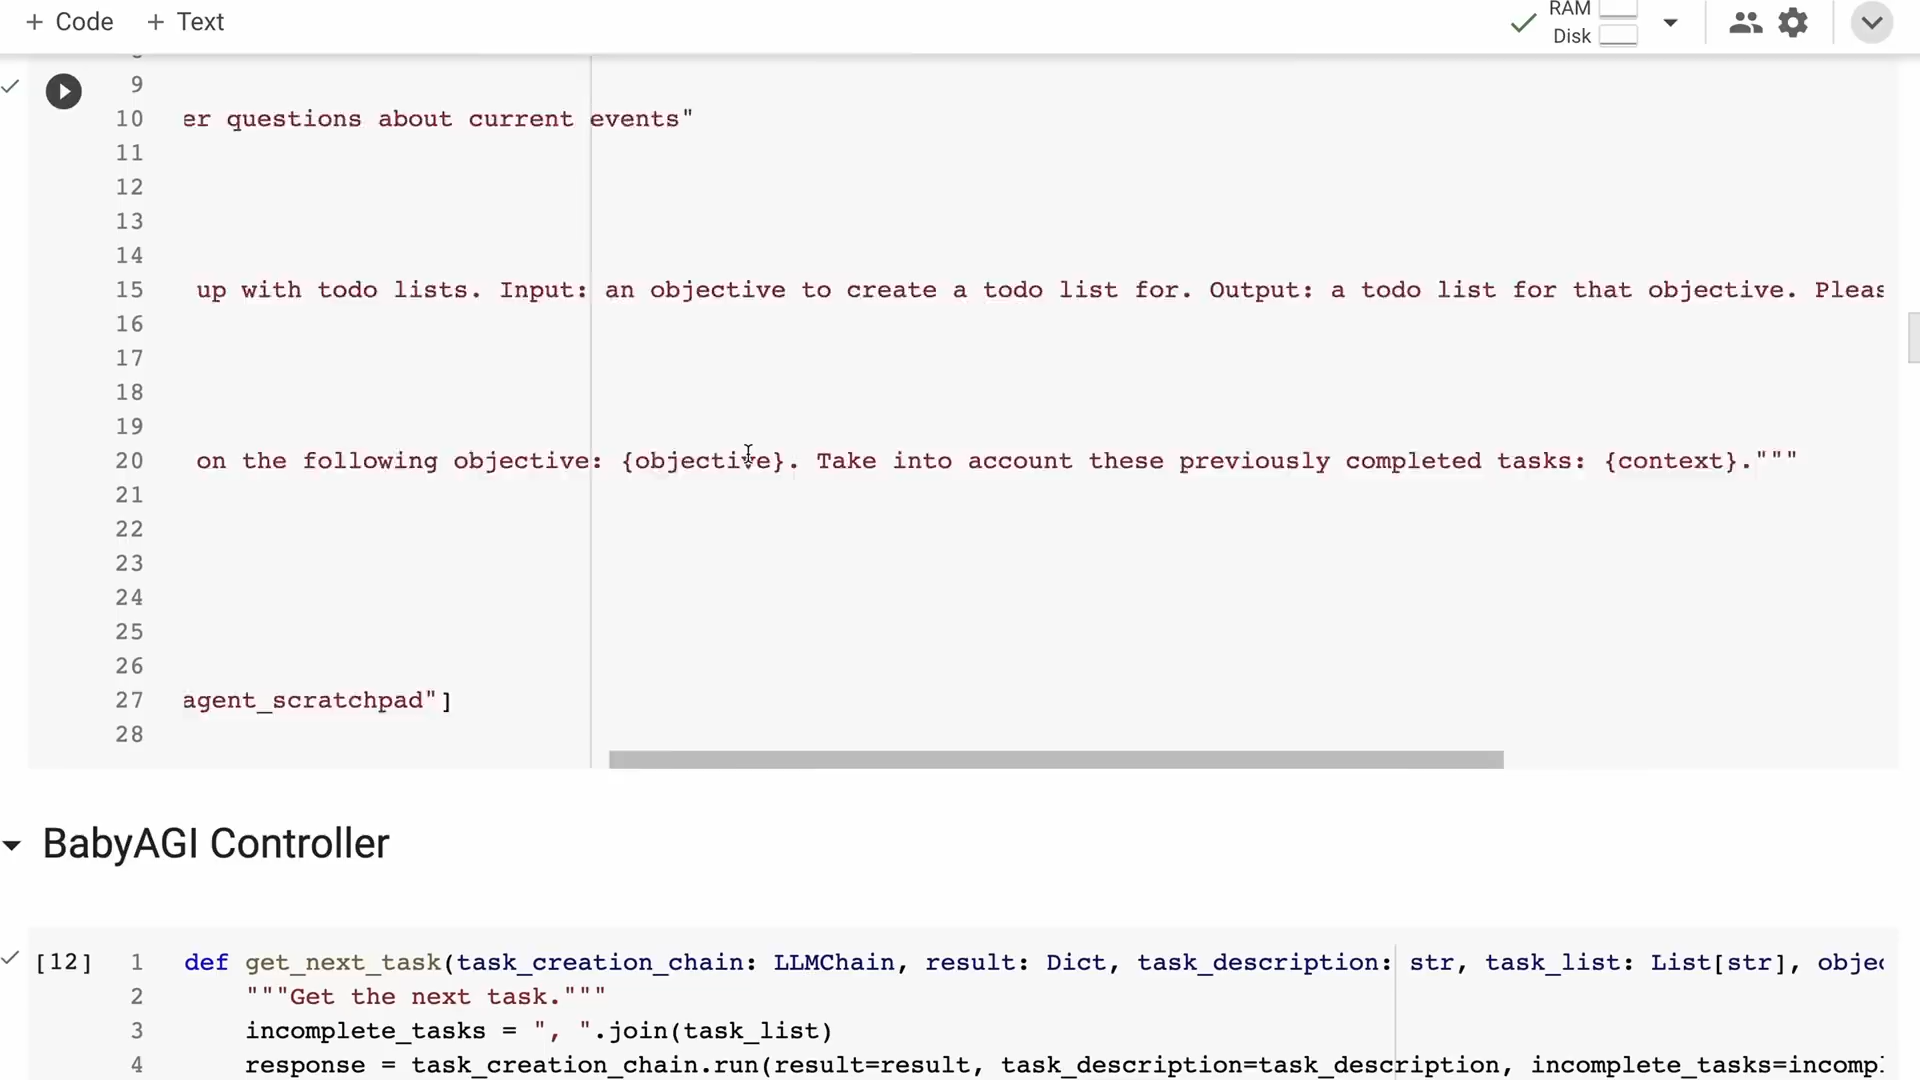 + Code + Text
RAM
Disk
9
10 er questions about current events"
11
12
13
14
15 up with todo lists. Input: an objective to create a todo list for. Output: a todo list for that objective. Pleas
16
17
18
19
20 on the following objective: {objective}. Take into account these previously completed tasks: {context}."""
21
22
23
24
25
26
27 agent_scratchpad"]
28
BabyAGI Controller
[12] 1 def get_next_task(task_creation_chain: LLMChain, result: Dict, task_description: str, task_list: List[str], objec
2 """Get the next task."""
3 incomplete_tasks = ", ".join(task_list)
4 response = task_creation_chain.run(result=result, task_description=task_description, incomplete_tasks=incompl